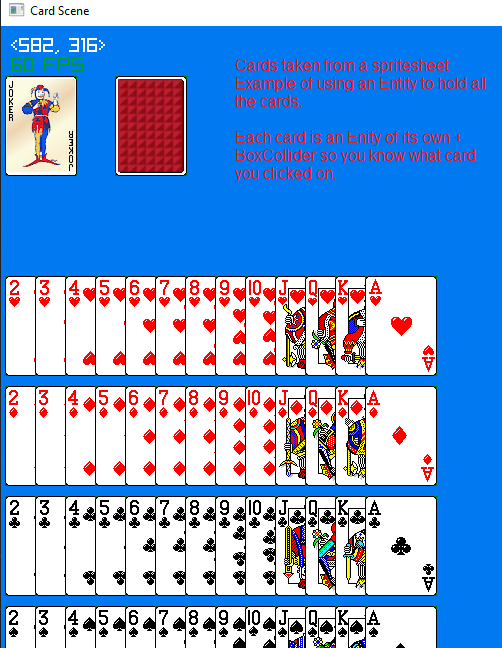 Card Scene
<582, 316>
60 FPS
Cards taken from a spritesheet
Example of using an Entity to hold all
the cards.
Each card is an Enity of its own +
BoxCollider so you know what card
you clicked on.
JOKER
JOKER
2 3 4 5 6 7 8 9 10 J Q K A
A
2 3 4 5 6 7 8 9 10 J Q K A
A
2 3 4 5 6 7 8 9 10 J Q K A
A
2 3 4 5 6 7 8 9 10 J Q K A